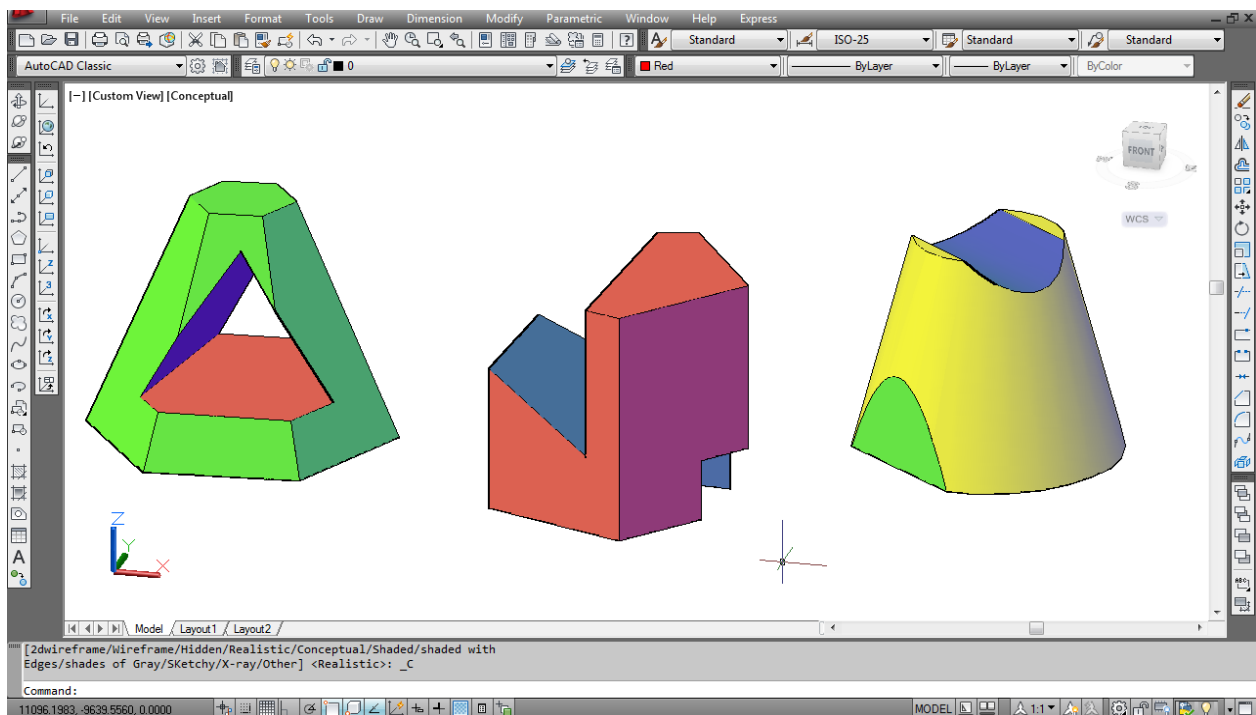 File Edit View Insert Format Tools Draw Dimension Modify Parametric Window Help Express
Standard ISO-25 Standard Standard
AutoCAD Classic 0 Red ByLayer ByLayer ByColor
[−] [Custom View] [Conceptual]
FRONT
WCS
Z
Y
X
Model Layout1 Layout2
[2dwireframe/Wireframe/Hidden/Realistic/Conceptual/Shaded/shaded with
Edges/shades of Gray/SKetchy/X-ray/Other] <Realistic>: _C
Command:
11096.1983, -9639.5560, 0.0000 MODEL 1:1